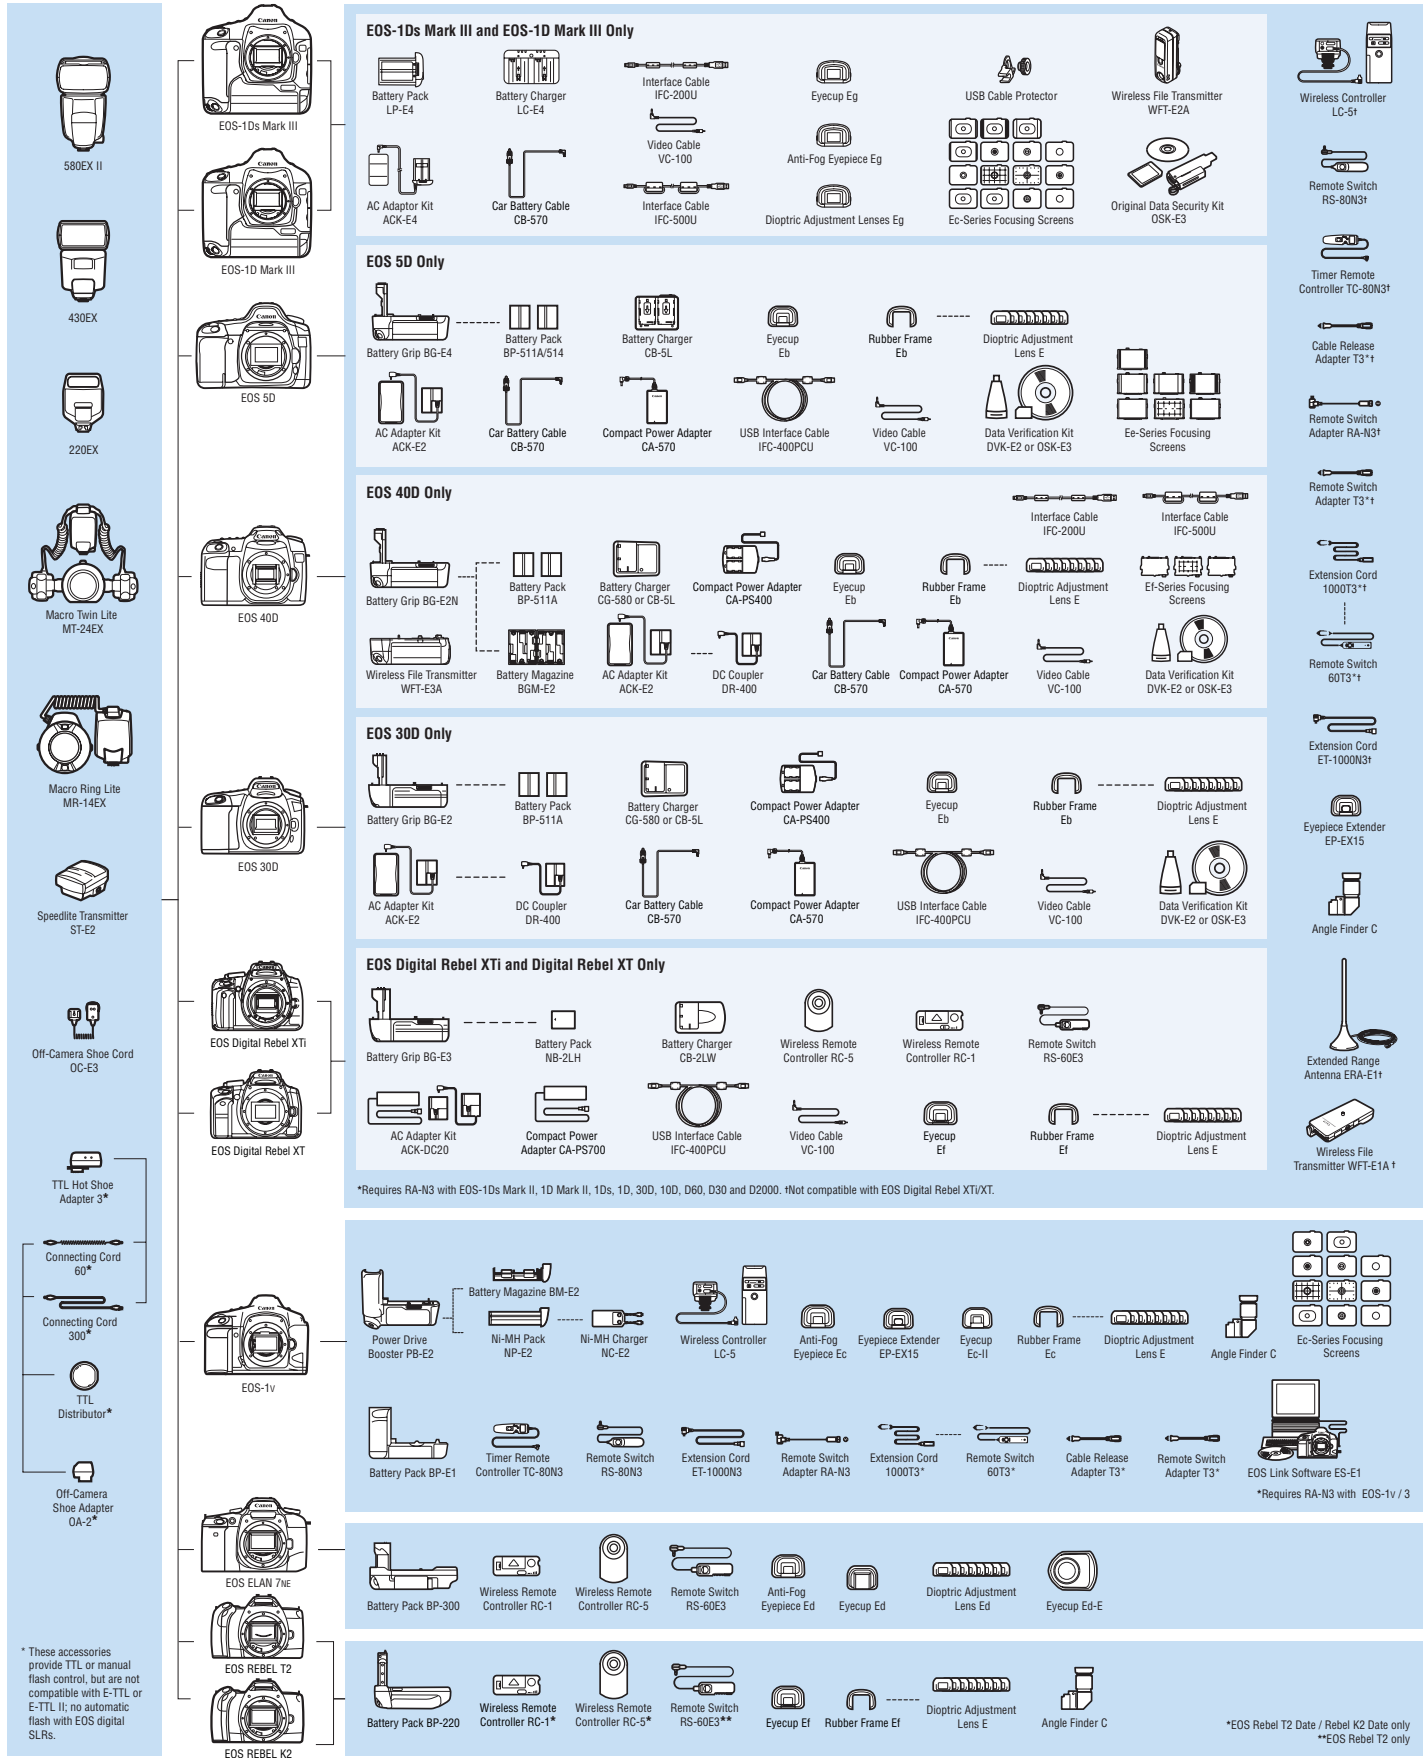 580EX II
430EX
220EX
Macro Twin Lite
MT-24EX
Macro Ring Lite
MR-14EX
Speedlite Transmitter
ST-E2
Off-Camera Shoe Cord
OC-E3
TTL Hot Shoe
Adapter 3*
Connecting Cord
60*
Connecting Cord
300*
TTL
Distributor*
Off-Camera
Shoe Adapter
OA-2*
* These accessories
provide TTL or manual
flash control, but are not
compatible with E-TTL or
E-TTL II; no automatic
flash with EOS digital
SLRs.
Canon
EOS-1Ds Mark III
Canon
EOS-1D Mark III
Canon
EOS 5D
Canon
EOS 40D
Canon
EOS 30D
Canon
EOS Digital Rebel XTi
Canon
EOS Digital Rebel XT
Canon
EOS-1V
Canon
EOS ELAN 7NE
Canon
EOS REBEL T2
Canon
EOS REBEL K2
EOS-1Ds Mark III and EOS-1D Mark III Only
Battery Pack
LP-E4
Battery Charger
LC-E4
Interface Cable
IFC-200U
Eyecup Eg
USB Cable Protector
Wireless File Transmitter
WFT-E2A
Video Cable
VC-100
Anti-Fog Eyepiece Eg
AC Adaptor Kit
ACK-E4
Car Battery Cable
CB-570
Interface Cable
IFC-500U
Dioptric Adjustment Lenses Eg
Ec-Series Focusing Screens
Original Data Security Kit
OSK-E3
EOS 5D Only
Battery Grip BG-E4
Battery Pack
BP-511A/514
Battery Charger
CB-5L
Eyecup
Eb
Rubber Frame
Eb
Dioptric Adjustment
Lens E
AC Adapter Kit
ACK-E2
Car Battery Cable
CB-570
Compact Power Adapter
CA-570
USB Interface Cable
IFC-400PCU
Video Cable
VC-100
Data Verification Kit
DVK-E2 or OSK-E3
Ee-Series Focusing
Screens
EOS 40D Only
Interface Cable
IFC-200U
Interface Cable
IFC-500U
Battery Grip BG-E2N
Battery Pack
BP-511A
Battery Charger
CG-580 or CB-5L
Compact Power Adapter
CA-PS400
Eyecup
Eb
Rubber Frame
Eb
Dioptric Adjustment
Lens E
Ef-Series Focusing
Screens
Wireless File Transmitter
WFT-E3A
Battery Magazine
BGM-E2
AC Adapter Kit
ACK-E2
DC Coupler
DR-400
Car Battery Cable
CB-570
Compact Power Adapter
CA-570
Video Cable
VC-100
Data Verification Kit
DVK-E2 or OSK-E3
EOS 30D Only
Battery Grip BG-E2
Battery Pack
BP-511A
Battery Charger
CG-580 or CB-5L
Compact Power Adapter
CA-PS400
Eyecup
Eb
Rubber Frame
Eb
Dioptric Adjustment
Lens E
AC Adapter Kit
ACK-E2
DC Coupler
DR-400
Car Battery Cable
CB-570
Compact Power Adapter
CA-570
USB Interface Cable
IFC-400PCU
Video Cable
VC-100
Data Verification Kit
DVK-E2 or OSK-E3
EOS Digital Rebel XTi and Digital Rebel XT Only
Battery Grip BG-E3
Battery Pack
NB-2LH
Battery Charger
CB-2LW
Wireless Remote
Controller RC-5
Wireless Remote
Controller RC-1
Remote Switch
RS-60E3
AC Adapter Kit
ACK-DC20
Compact Power
Adapter CA-PS700
USB Interface Cable
IFC-400PCU
Video Cable
VC-100
Eyecup
Ef
Rubber Frame
Ef
Dioptric Adjustment
Lens E
*Requires RA-N3 with EOS-1Ds Mark II, 1D Mark II, 1Ds, 1D, 30D, 10D, D60, D30 and D2000. †Not compatible with EOS Digital Rebel XTi/XT.
Wireless Controller
LC-5†
Remote Switch
RS-80N3†
Timer Remote
Controller TC-80N3†
Cable Release
Adapter T3*†
Remote Switch
Adapter RA-N3†
Remote Switch
Adapter T3*†
Extension Cord
1000T3*†
Remote Switch
60T3*†
Extension Cord
ET-1000N3†
Eyepiece Extender
EP-EX15
Angle Finder C
Extended Range
Antenna ERA-E1†
Wireless File
Transmitter WFT-E1A †
Power Drive
Booster PB-E2
Battery Magazine BM-E2
Ni-MH Pack
NP-E2
Ni-MH Charger
NC-E2
Wireless Controller
LC-5
Anti-Fog
Eyepiece Ec
Eyepiece Extender
EP-EX15
Eyecup
Ec-II
Rubber Frame
Ec
Dioptric Adjustment
Lens E
Angle Finder C
Ec-Series Focusing
Screens
Battery Pack BP-E1
Timer Remote
Controller TC-80N3
Remote Switch
RS-80N3
Extension Cord
ET-1000N3
Remote Switch
Adapter RA-N3
Extension Cord
1000T3*
Remote Switch
60T3*
Cable Release
Adapter T3*
Remote Switch
Adapter T3*
EOS Link Software ES-E1
*Requires RA-N3 with EOS-1V / 3
Battery Pack BP-300
Wireless Remote
Controller RC-1
Wireless Remote
Controller RC-5
Remote Switch
RS-60E3
Anti-Fog
Eyepiece Ed
Eyecup Ed
Dioptric Adjustment
Lens Ed
Eyecup Ed-E
Battery Pack BP-220
Wireless Remote
Controller RC-1*
Wireless Remote
Controller RC-5*
Remote Switch
RS-60E3**
Eyecup Ef
Rubber Frame Ef
Dioptric Adjustment
Lens E
Angle Finder C
*EOS Rebel T2 Date / Rebel K2 Date only
**EOS Rebel T2 only